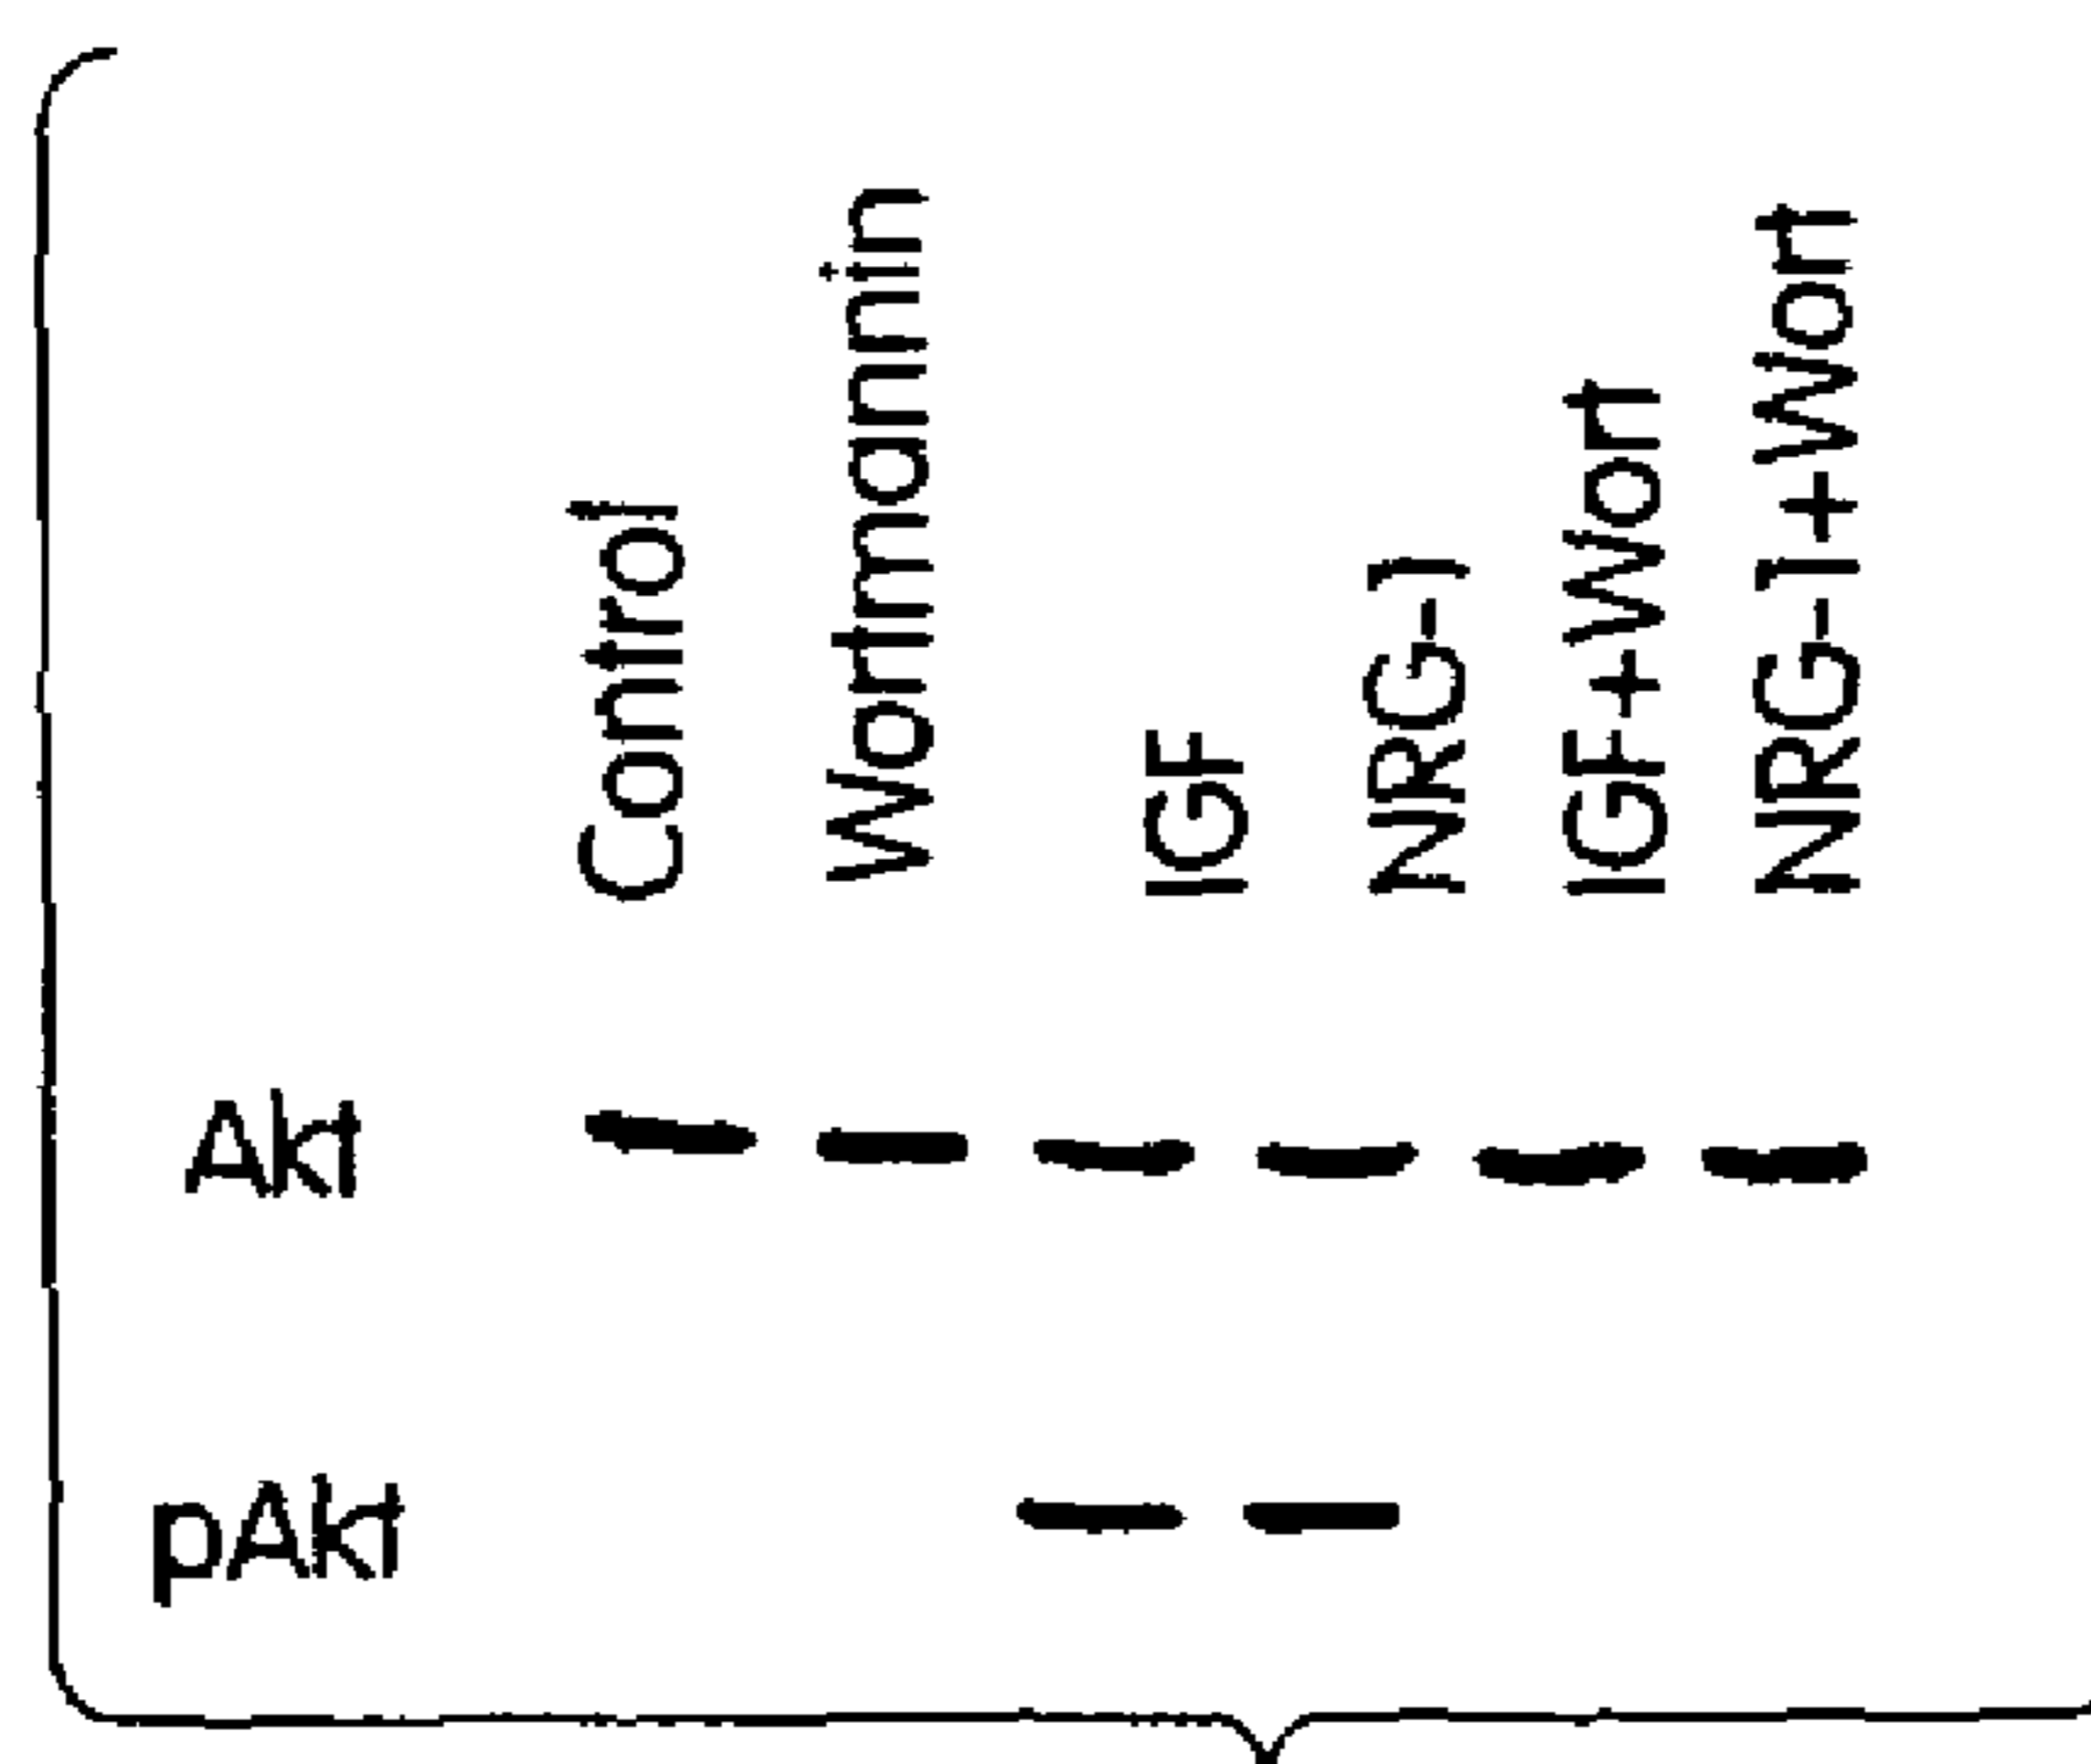 Control
Wortmannin
IGF
NRG-1
IGF+Wort
NRG-1+Wort
Akt
pAkt